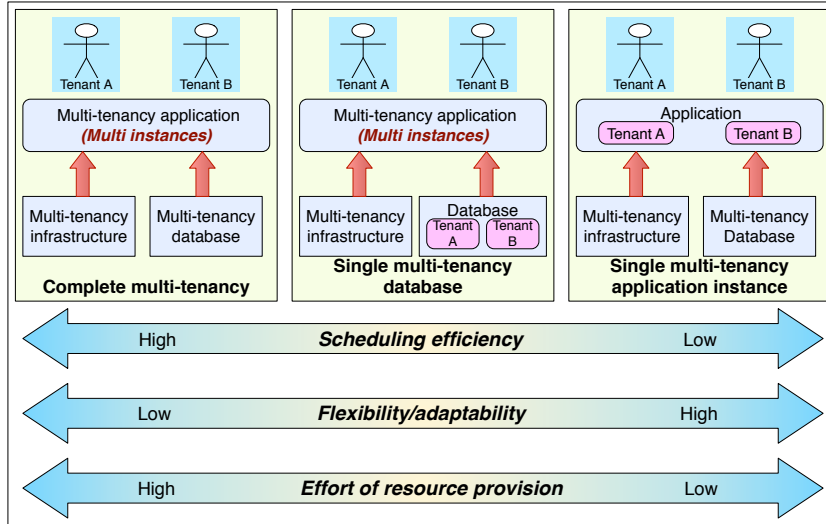 Tenant A
Tenant B
Multi-tenancy application
(Multi instances)
Multi-tenancy
infrastructure
Multi-tenancy
database
Complete multi-tenancy
Tenant A
Tenant B
Multi-tenancy application
(Multi instances)
Multi-tenancy
infrastructure
Database
Tenant
A
Tenant
B
Single multi-tenancy
database
Tenant A
Tenant B
Application
Tenant A
Tenant B
Multi-tenancy
infrastructure
Multi-tenancy
Database
Single multi-tenancy
application instance
High Scheduling efficiency Low
Low Flexibility/adaptability High
High Effort of resource provision Low